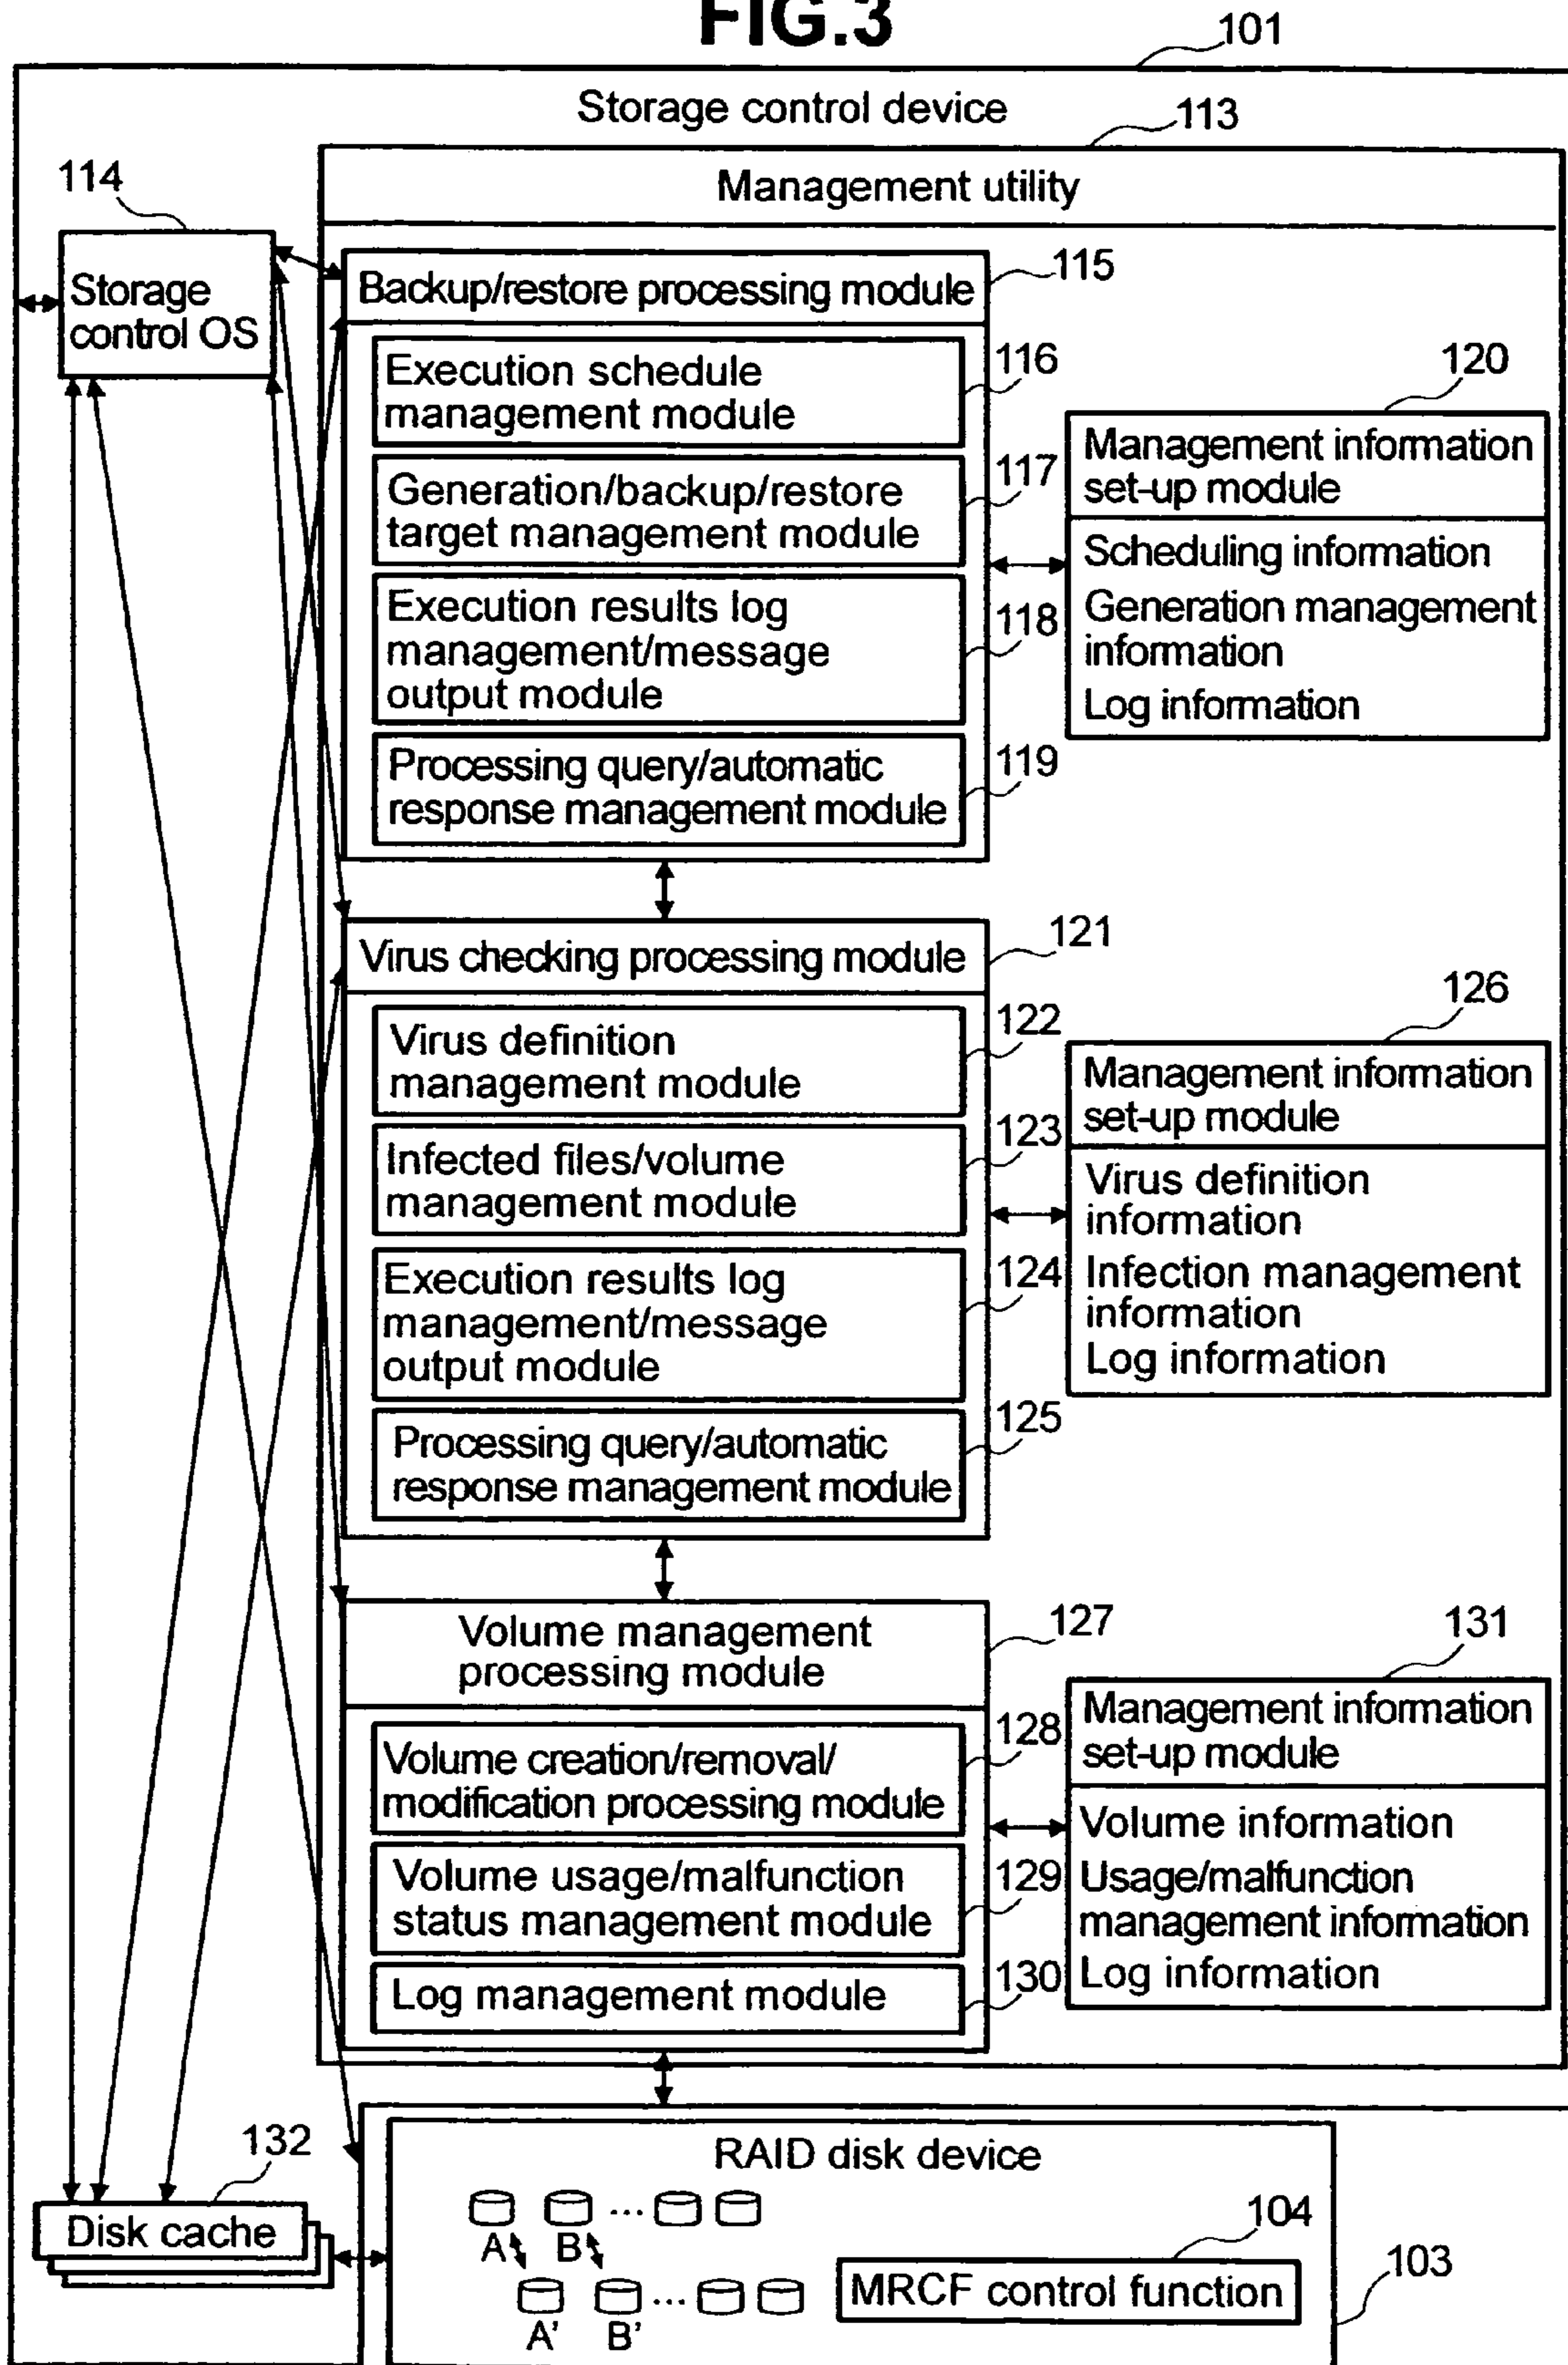 FIG.3
101
Storage control device
113
Management utility
114
Storage
control OS
Backup/restore processing module
115
Execution schedule
management module
116
Generation/backup/restore
target management module
117
Execution results log
management/message
output module
118
Processing query/automatic
response management module
119
120
Management information
set-up module
Scheduling information
Generation management
information
Log information
Virus checking processing module
121
Virus definition
management module
122
Infected files/volume
management module
123
Execution results log
management/message
output module
124
Processing query/automatic
response management module
125
126
Management information
set-up module
Virus definition
information
Infection management
information
Log information
Volume management
processing module
127
Volume creation/removal/
modification processing module
128
Volume usage/malfunction
status management module
129
Log management module
130
131
Management information
set-up module
Volume information
Usage/malfunction
management information
Log information
132
Disk cache
RAID disk device
...
A B
104
MRCF control function
103
...
A' B'